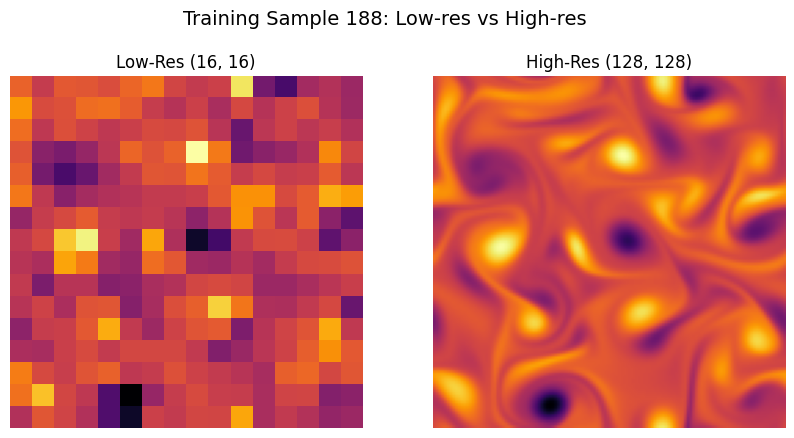 Training Sample 188: Low-res vs High-res
Low-Res (16, 16)
High-Res (128, 128)